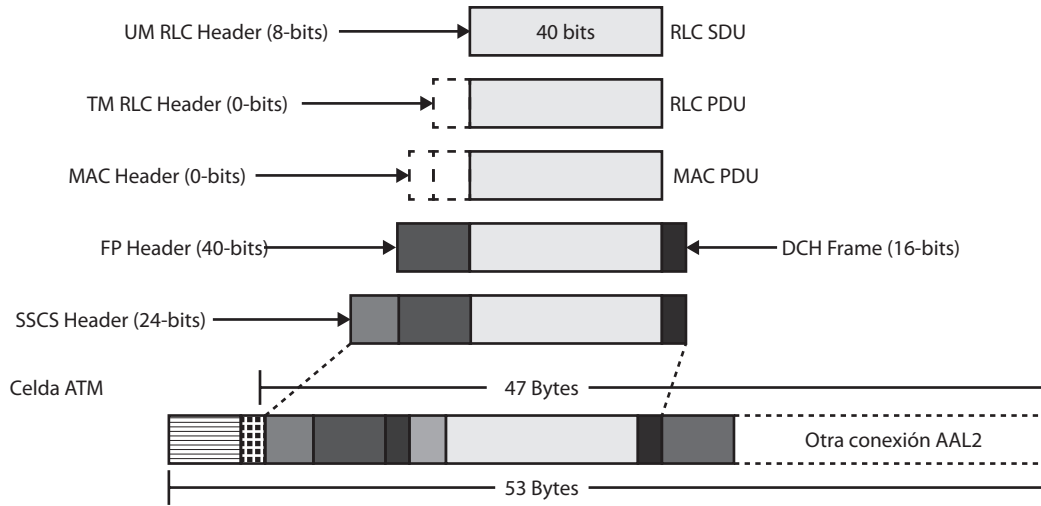 UM RLC Header (8-bits) 40 bits RLC SDU
TM RLC Header (0-bits) RLC PDU
MAC Header (0-bits) MAC PDU
FP Header (40-bits) DCH Frame (16-bits)
SSCS Header (24-bits)
Celda ATM 47 Bytes
Otra conexión AAL2
53 Bytes